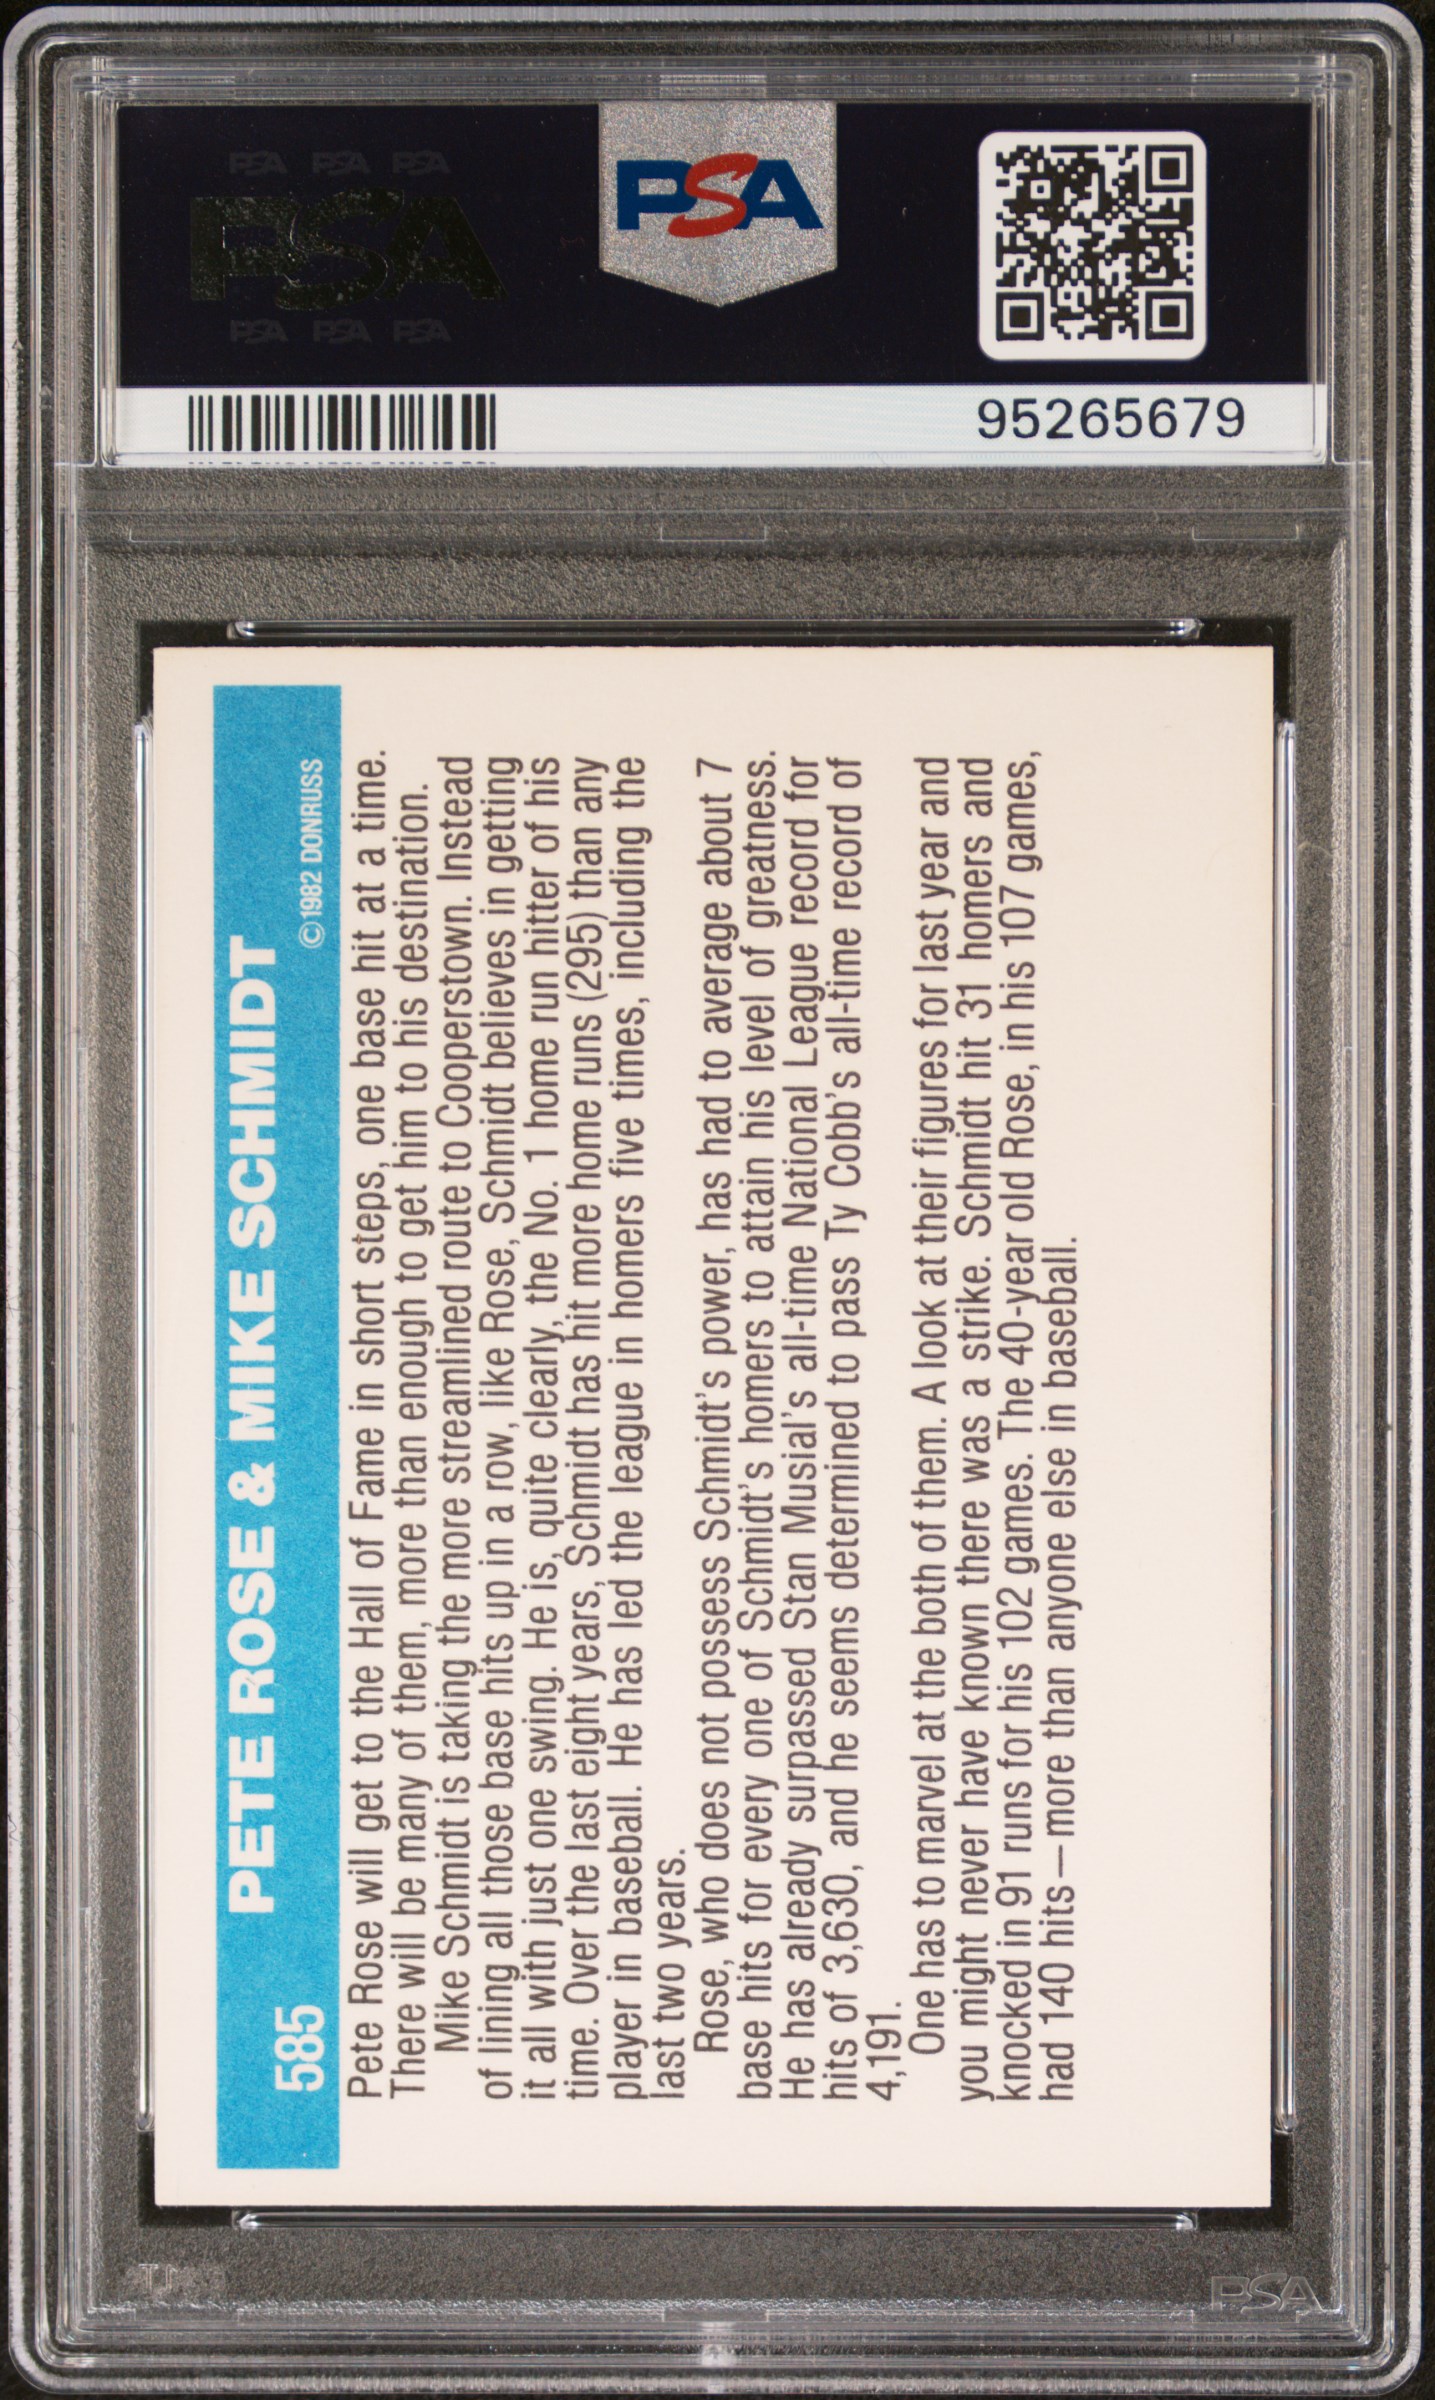 PSA PSA PSA
PSA
PSA PSA PSA
PSA
95265679
585 PETE ROSE & MIKE SCHMIDT
©1982 DONRUSS
Pete Rose will get to the Hall of Fame in short steps, one base hit at a time.
There will be many of them, more than enough to get him to his destination.
Mike Schmidt is taking the more streamlined route to Cooperstown. Instead
of lining all those base hits up in a row, like Rose, Schmidt believes in getting
it all with just one swing. He is, quite clearly, the No. 1 home run hitter of his
time. Over the last eight years, Schmidt has hit more home runs (295) than any
player in baseball. He has led the league in homers five times, including the
last two years.
Rose, who does not possess Schmidt's power, has had to average about 7
base hits for every one of Schmidt's homers to attain his level of greatness.
He has already surpassed Stan Musial's all-time National League record for
hits of 3,630, and he seems determined to pass Ty Cobb's all-time record of
4,191.
One has to marvel at the both of them. A look at their figures for last year and
you might never have known there was a strike. Schmidt hit 31 homers and
knocked in 91 runs for his 102 games. The 40-year old Rose, in his 107 games,
had 140 hits—more than anyone else in baseball.
PSA